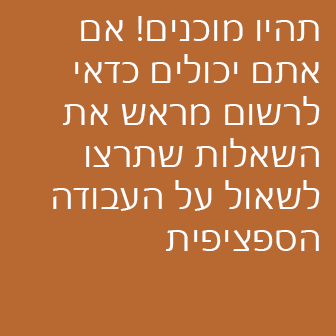 תהיו מוכנים! אם
אתם יכולים כדאי
לרשום מראש את
השאלות שתרצו
לשאול על העבודה
הספציפית